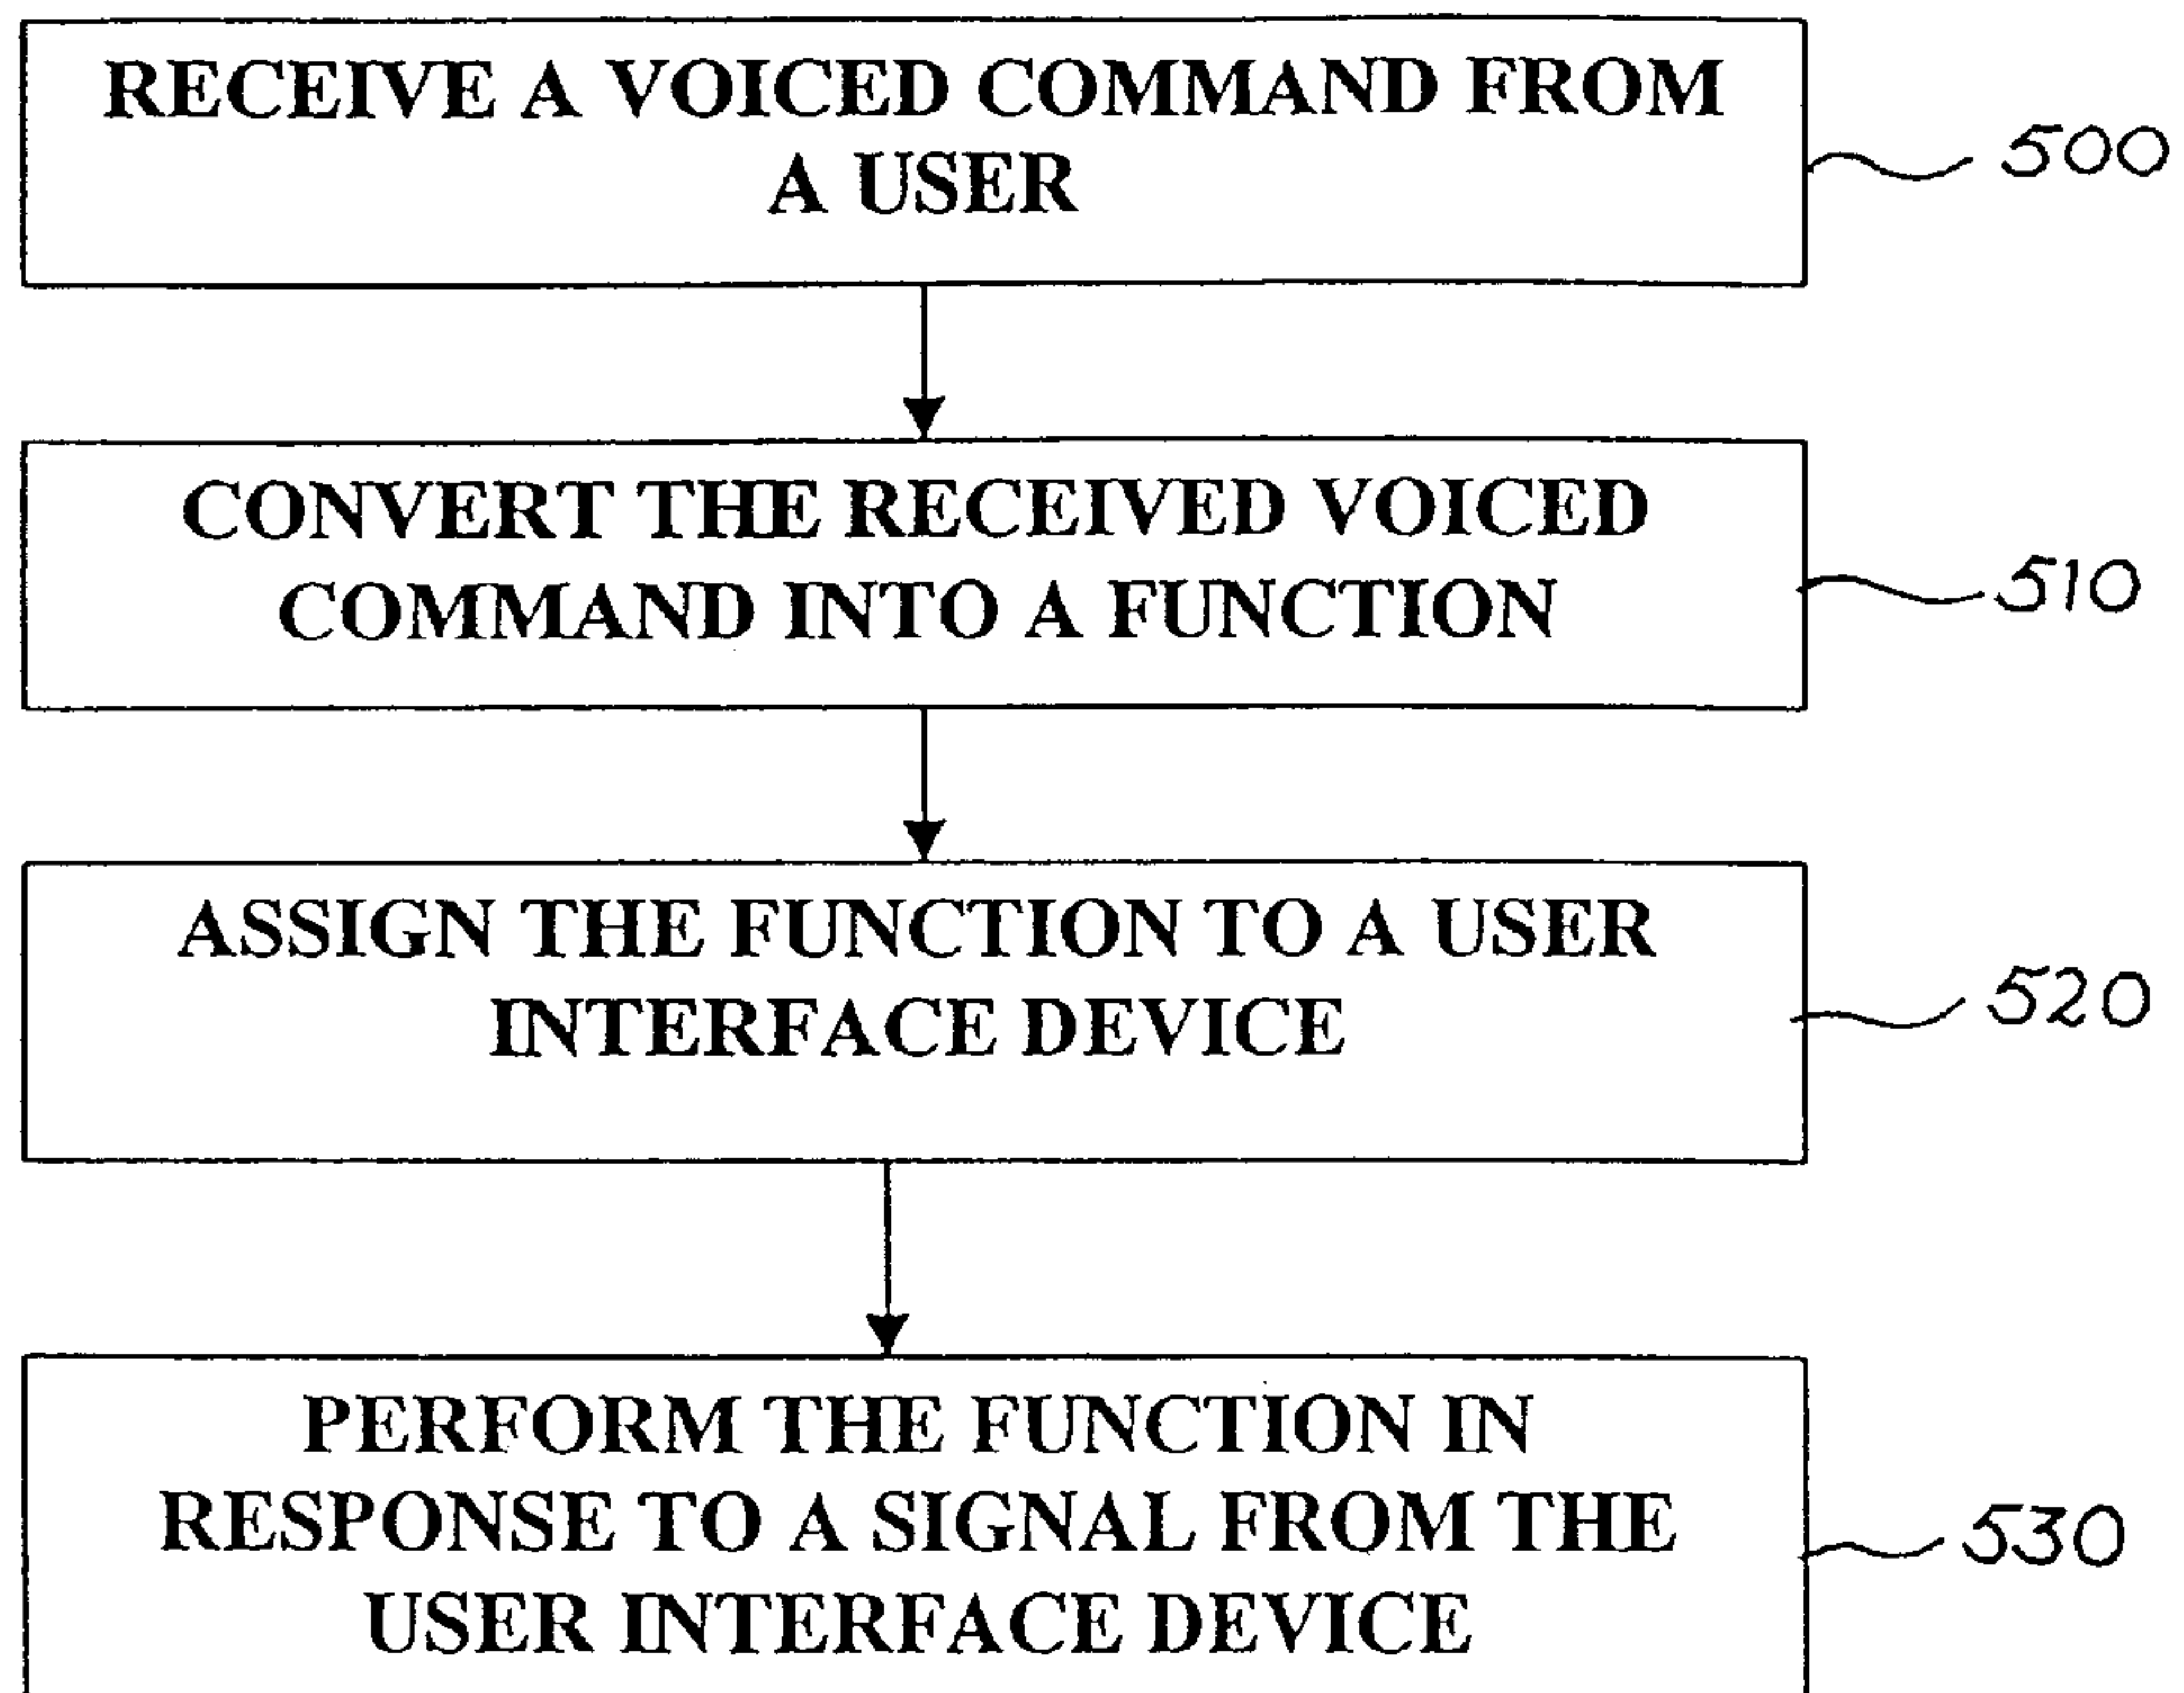 RECEIVE A VOICED COMMAND FROM
A USER
500
CONVERT THE RECEIVED VOICED
COMMAND INTO A FUNCTION
510
ASSIGN THE FUNCTION TO A USER
INTERFACE DEVICE
520
PERFORM THE FUNCTION IN
RESPONSE TO A SIGNAL FROM THE
USER INTERFACE DEVICE
530